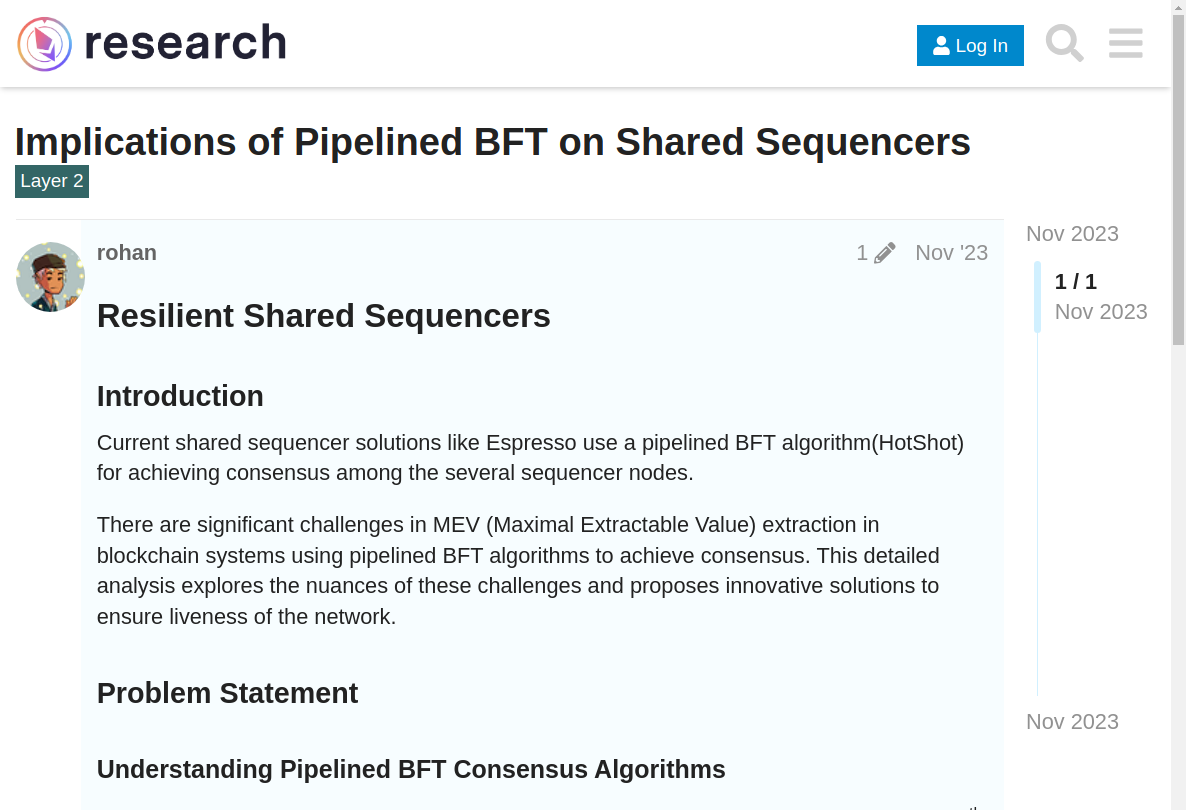 research
Log In
Implications of Pipelined BFT on Shared Sequencers
Layer 2
Nov 2023
rohan
1
Nov '23
1 / 1
Nov 2023
Resilient Shared Sequencers
Introduction
Current shared sequencer solutions like Espresso use a pipelined BFT algorithm(HotShot)
for achieving consensus among the several sequencer nodes.
There are significant challenges in MEV (Maximal Extractable Value) extraction in
blockchain systems using pipelined BFT algorithms to achieve consensus. This detailed
analysis explores the nuances of these challenges and proposes innovative solutions to
ensure liveness of the network.
Problem Statement
Nov 2023
Understanding Pipelined BFT Consensus Algorithms